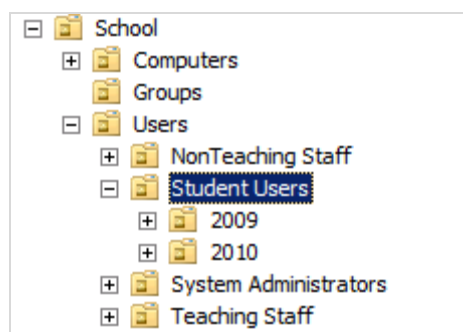 School
Computers
Groups
Users
NonTeaching Staff
Student Users
2009
2010
System Administrators
Teaching Staff